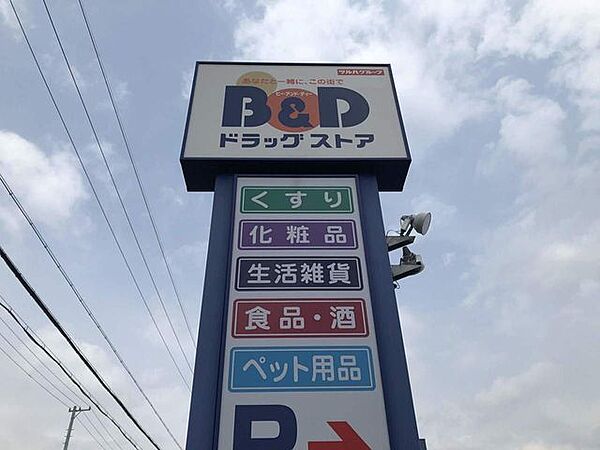 ツルハグループ
あなたと一緒に、この街で
ビー・アンド・ディー
B&D
ドラッグストア
くすり
化粧品
生活雑貨
食品・酒
ペット用品
P